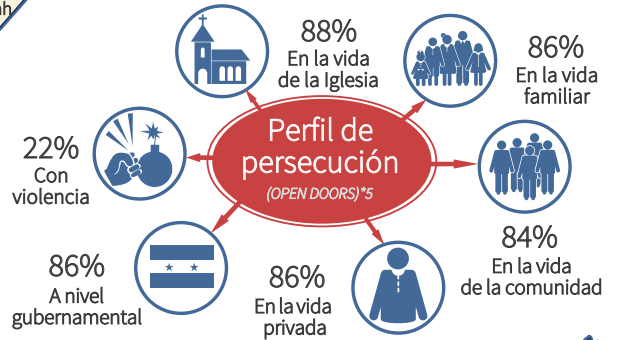 88%
En la vida
de la Iglesia
86%
En la vida
familiar
Perfil de
persecución
(OPEN DOORS)*5
22%
Con
violencia
84%
En la vida
de la comunidad
86%
A nivel
gubernamental
86%
En la vida
privada